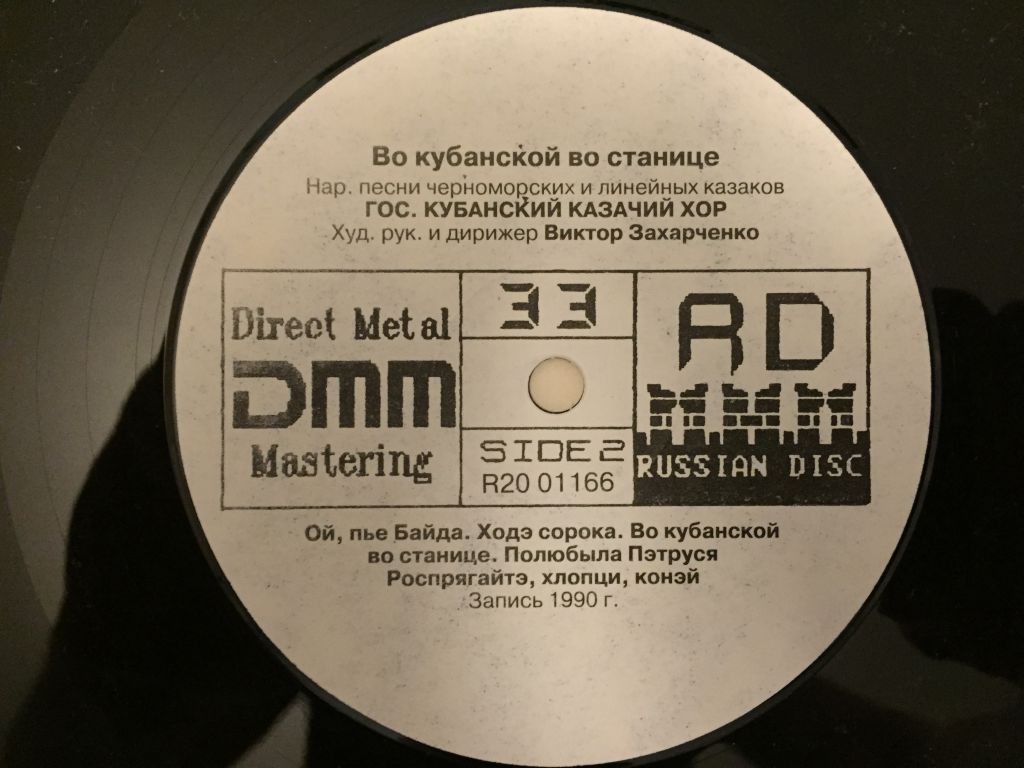 Во кубанской во станице
Нар. песни черноморских и линейных казаков
ГОС. КУБАНСКИЙ КАЗАЧИЙ ХОР
Худ. рук. и дирижер Виктор Захарченко
Direct Metal
DMM
Mastering
33
SIDE 2
R20 01166
RD
RUSSIAN DISC
Ой, пье Байда. Ходэ сорока. Во кубанской
во станице. Полюбыла Пэтруся
Роспрягайтэ, хлопци, конэй
Запись 1990 г.